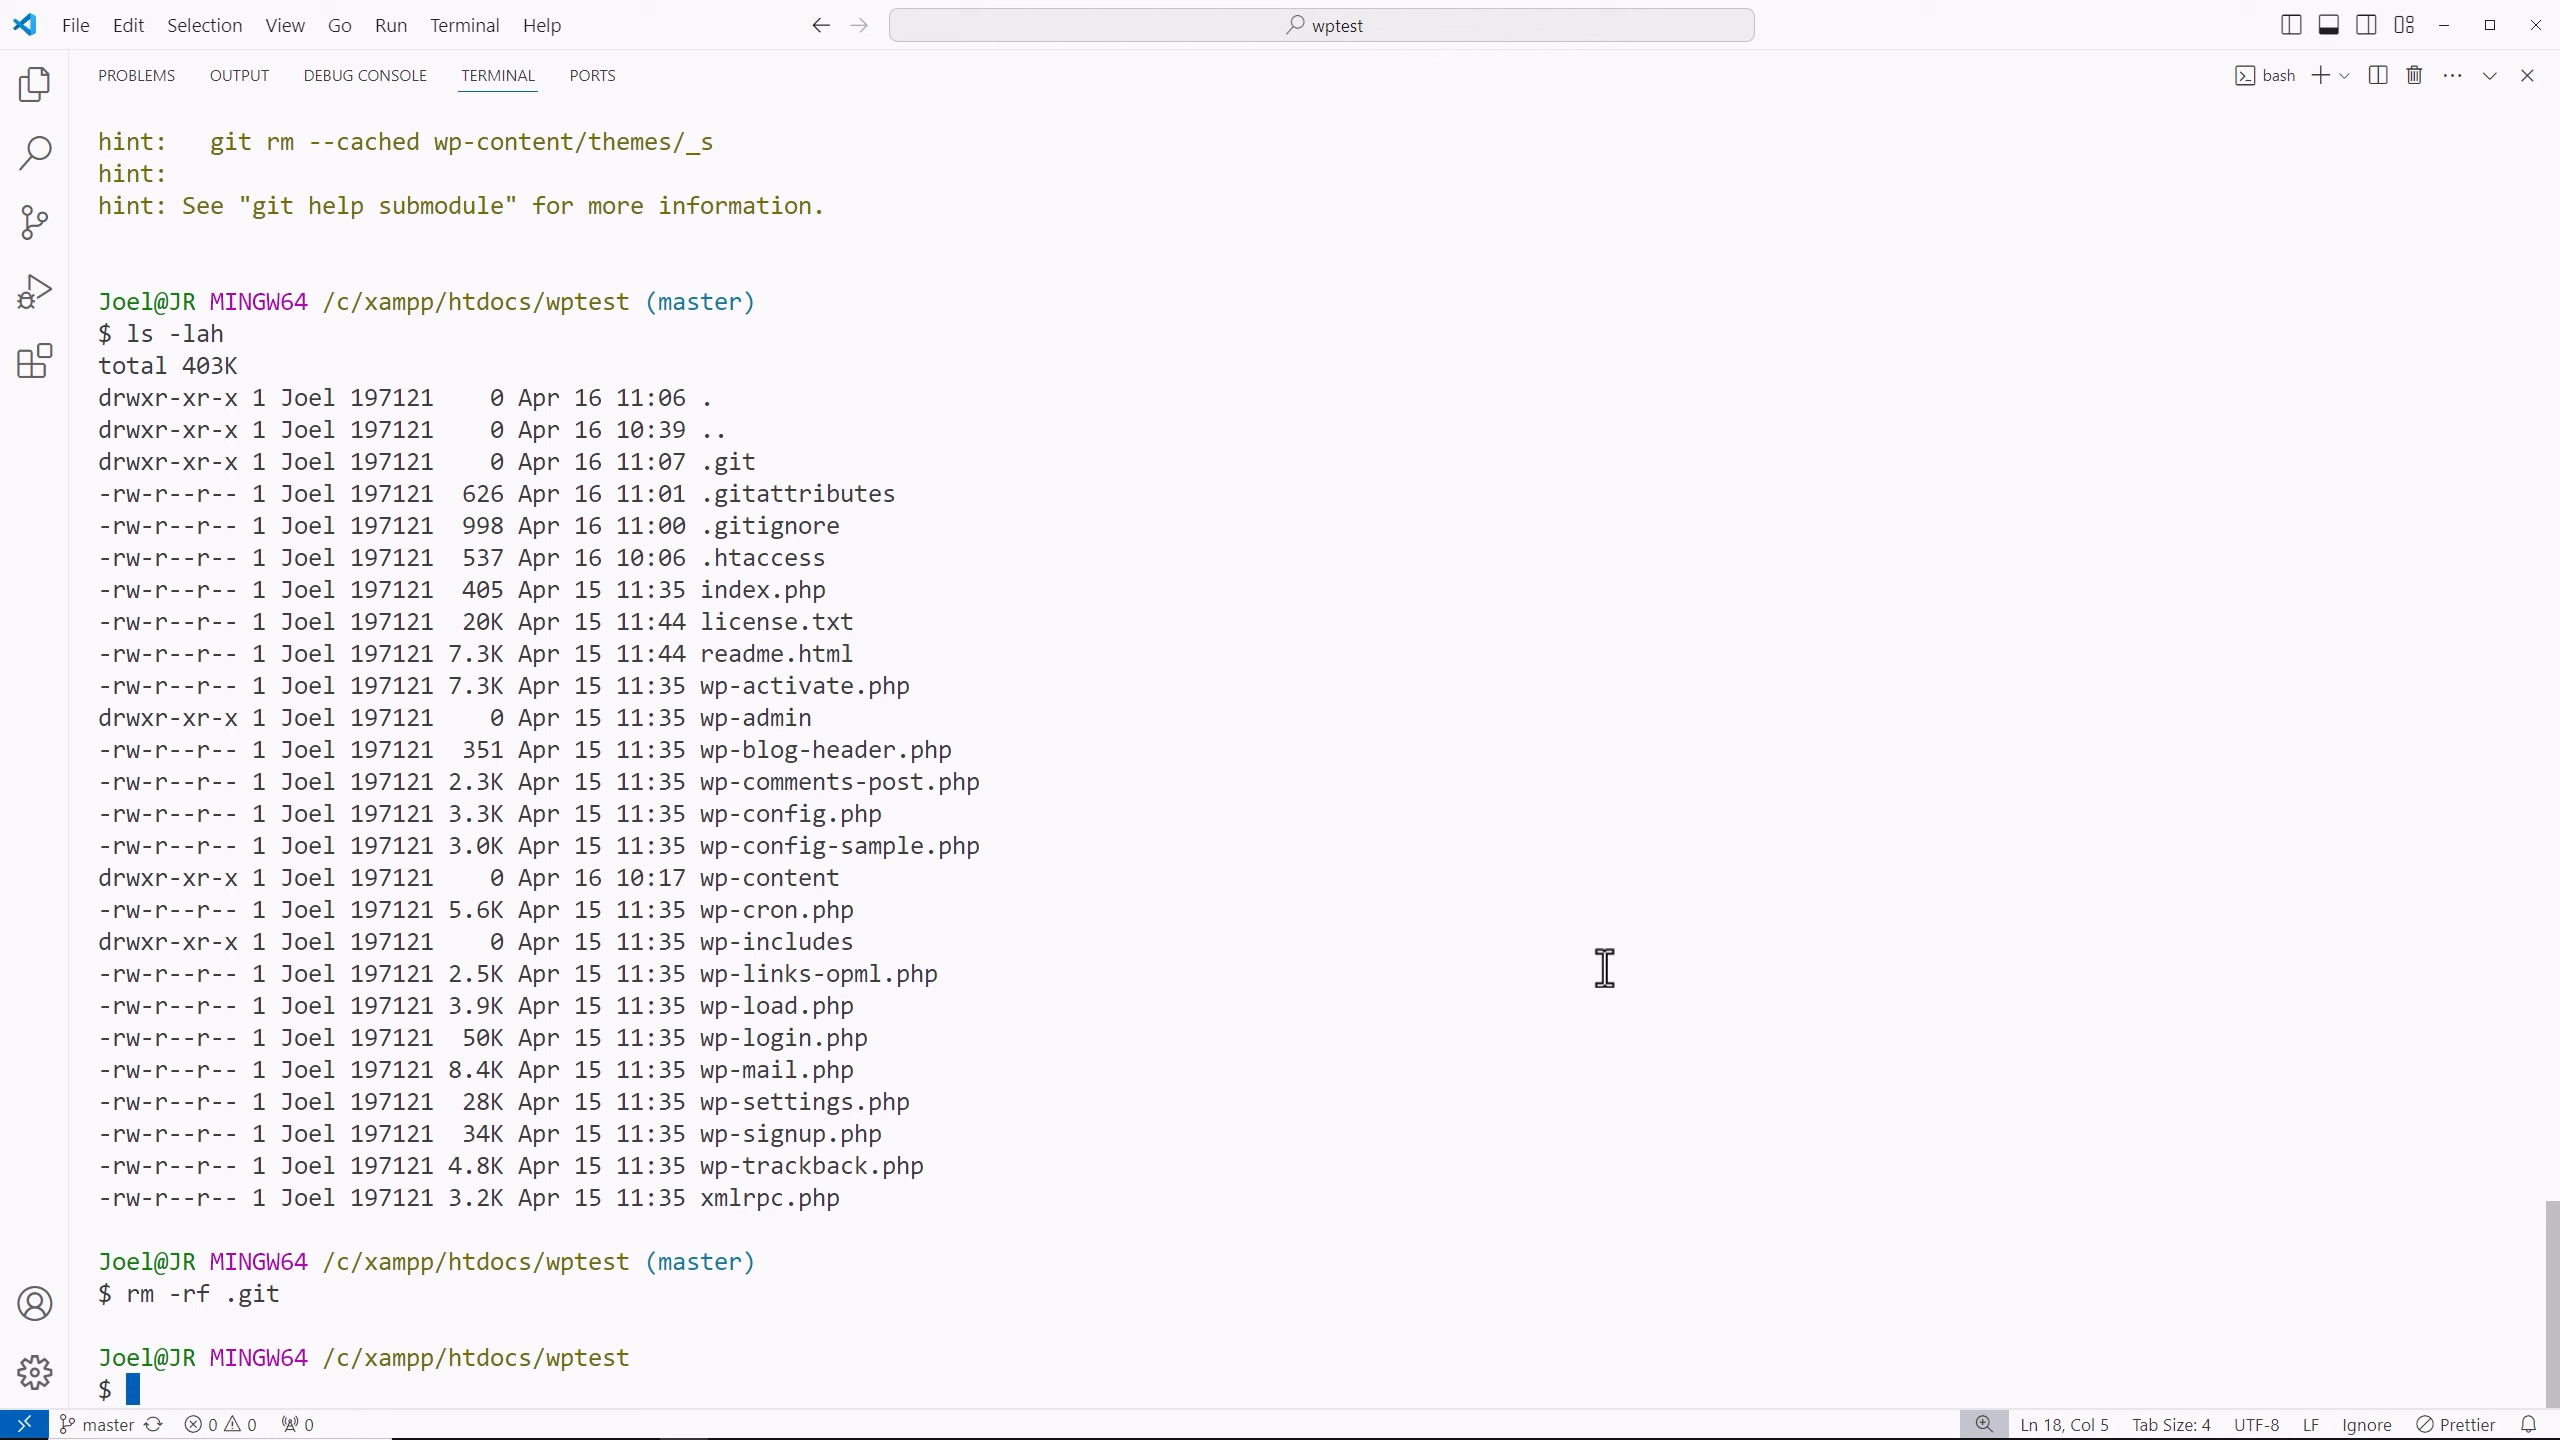 File Edit Selection View Go Run Terminal Help wptest
PROBLEMS OUTPUT DEBUG CONSOLE TERMINAL PORTS bash
hint:   git rm --cached wp-content/themes/_s
hint:
hint: See "git help submodule" for more information.
Joel@JR MINGW64 /c/xampp/htdocs/wptest (master)
$ ls -lah
total 403K
drwxr-xr-x 1 Joel 197121    0 Apr 16 11:06 .
drwxr-xr-x 1 Joel 197121    0 Apr 16 10:39 ..
drwxr-xr-x 1 Joel 197121    0 Apr 16 11:07 .git
-rw-r--r-- 1 Joel 197121  626 Apr 16 11:01 .gitattributes
-rw-r--r-- 1 Joel 197121  998 Apr 16 11:00 .gitignore
-rw-r--r-- 1 Joel 197121  537 Apr 16 10:06 .htaccess
-rw-r--r-- 1 Joel 197121  405 Apr 15 11:35 index.php
-rw-r--r-- 1 Joel 197121  20K Apr 15 11:44 license.txt
-rw-r--r-- 1 Joel 197121 7.3K Apr 15 11:44 readme.html
-rw-r--r-- 1 Joel 197121 7.3K Apr 15 11:35 wp-activate.php
drwxr-xr-x 1 Joel 197121    0 Apr 15 11:35 wp-admin
-rw-r--r-- 1 Joel 197121  351 Apr 15 11:35 wp-blog-header.php
-rw-r--r-- 1 Joel 197121 2.3K Apr 15 11:35 wp-comments-post.php
-rw-r--r-- 1 Joel 197121 3.3K Apr 15 11:35 wp-config.php
-rw-r--r-- 1 Joel 197121 3.0K Apr 15 11:35 wp-config-sample.php
drwxr-xr-x 1 Joel 197121    0 Apr 16 10:17 wp-content
-rw-r--r-- 1 Joel 197121 5.6K Apr 15 11:35 wp-cron.php
drwxr-xr-x 1 Joel 197121    0 Apr 15 11:35 wp-includes
-rw-r--r-- 1 Joel 197121 2.5K Apr 15 11:35 wp-links-opml.php
-rw-r--r-- 1 Joel 197121 3.9K Apr 15 11:35 wp-load.php
-rw-r--r-- 1 Joel 197121  50K Apr 15 11:35 wp-login.php
-rw-r--r-- 1 Joel 197121 8.4K Apr 15 11:35 wp-mail.php
-rw-r--r-- 1 Joel 197121  28K Apr 15 11:35 wp-settings.php
-rw-r--r-- 1 Joel 197121  34K Apr 15 11:35 wp-signup.php
-rw-r--r-- 1 Joel 197121 4.8K Apr 15 11:35 wp-trackback.php
-rw-r--r-- 1 Joel 197121 3.2K Apr 15 11:35 xmlrpc.php
Joel@JR MINGW64 /c/xampp/htdocs/wptest (master)
$ rm -rf .git
Joel@JR MINGW64 /c/xampp/htdocs/wptest
$
master 0 0 0 Ln 18, Col 5 Tab Size: 4 UTF-8 LF Ignore Prettier